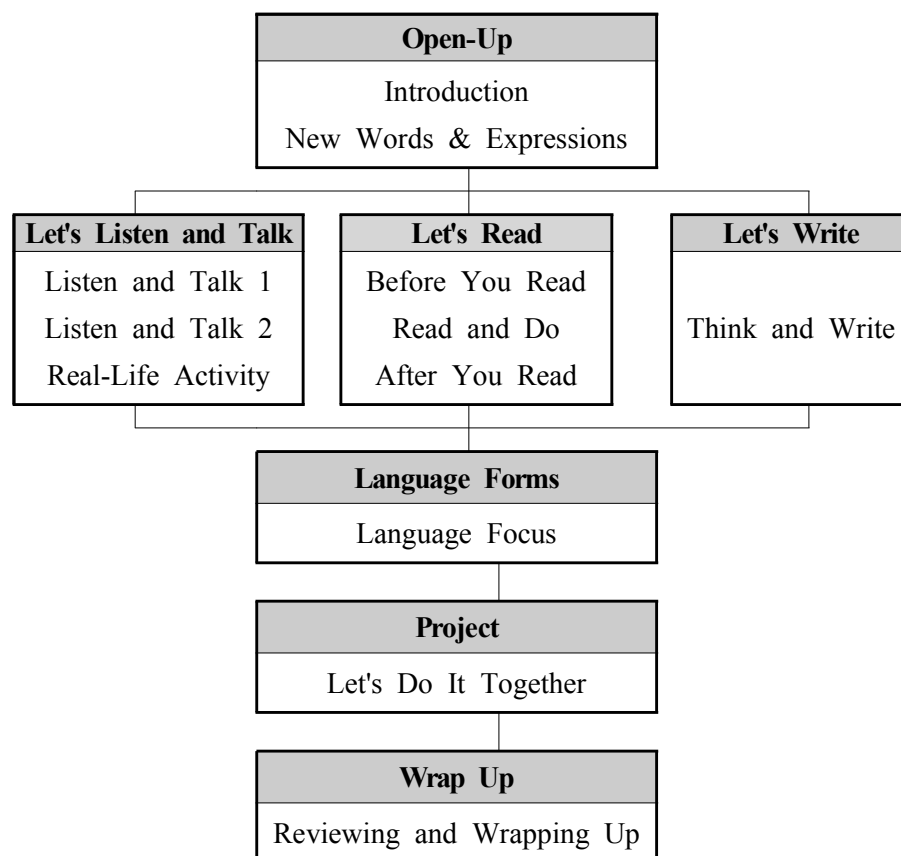 Open-Up
Introduction
New Words & Expressions
Let's Listen and Talk
Listen and Talk 1
Listen and Talk 2
Real-Life Activity
Let's Read
Before You Read
Read and Do
After You Read
Let's Write
Think and Write
Language Forms
Language Focus
Project
Let's Do It Together
Wrap Up
Reviewing and Wrapping Up